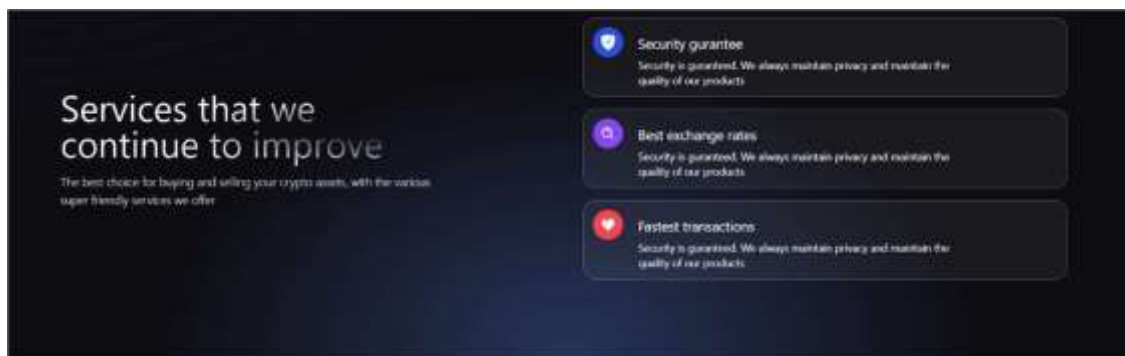 Services that we
continue to improve
The best choice for buying and selling your crypto assets, with the various
super friendly services we offer
Security gurantee
Security is guranteed. We always maintain privacy and maintain the
quality of our products
Best exchange rates
Security is guranteed. We always maintain privacy and maintain the
quality of our products
Fastest transactions
Security is guranteed. We always maintain privacy and maintain the
quality of our products